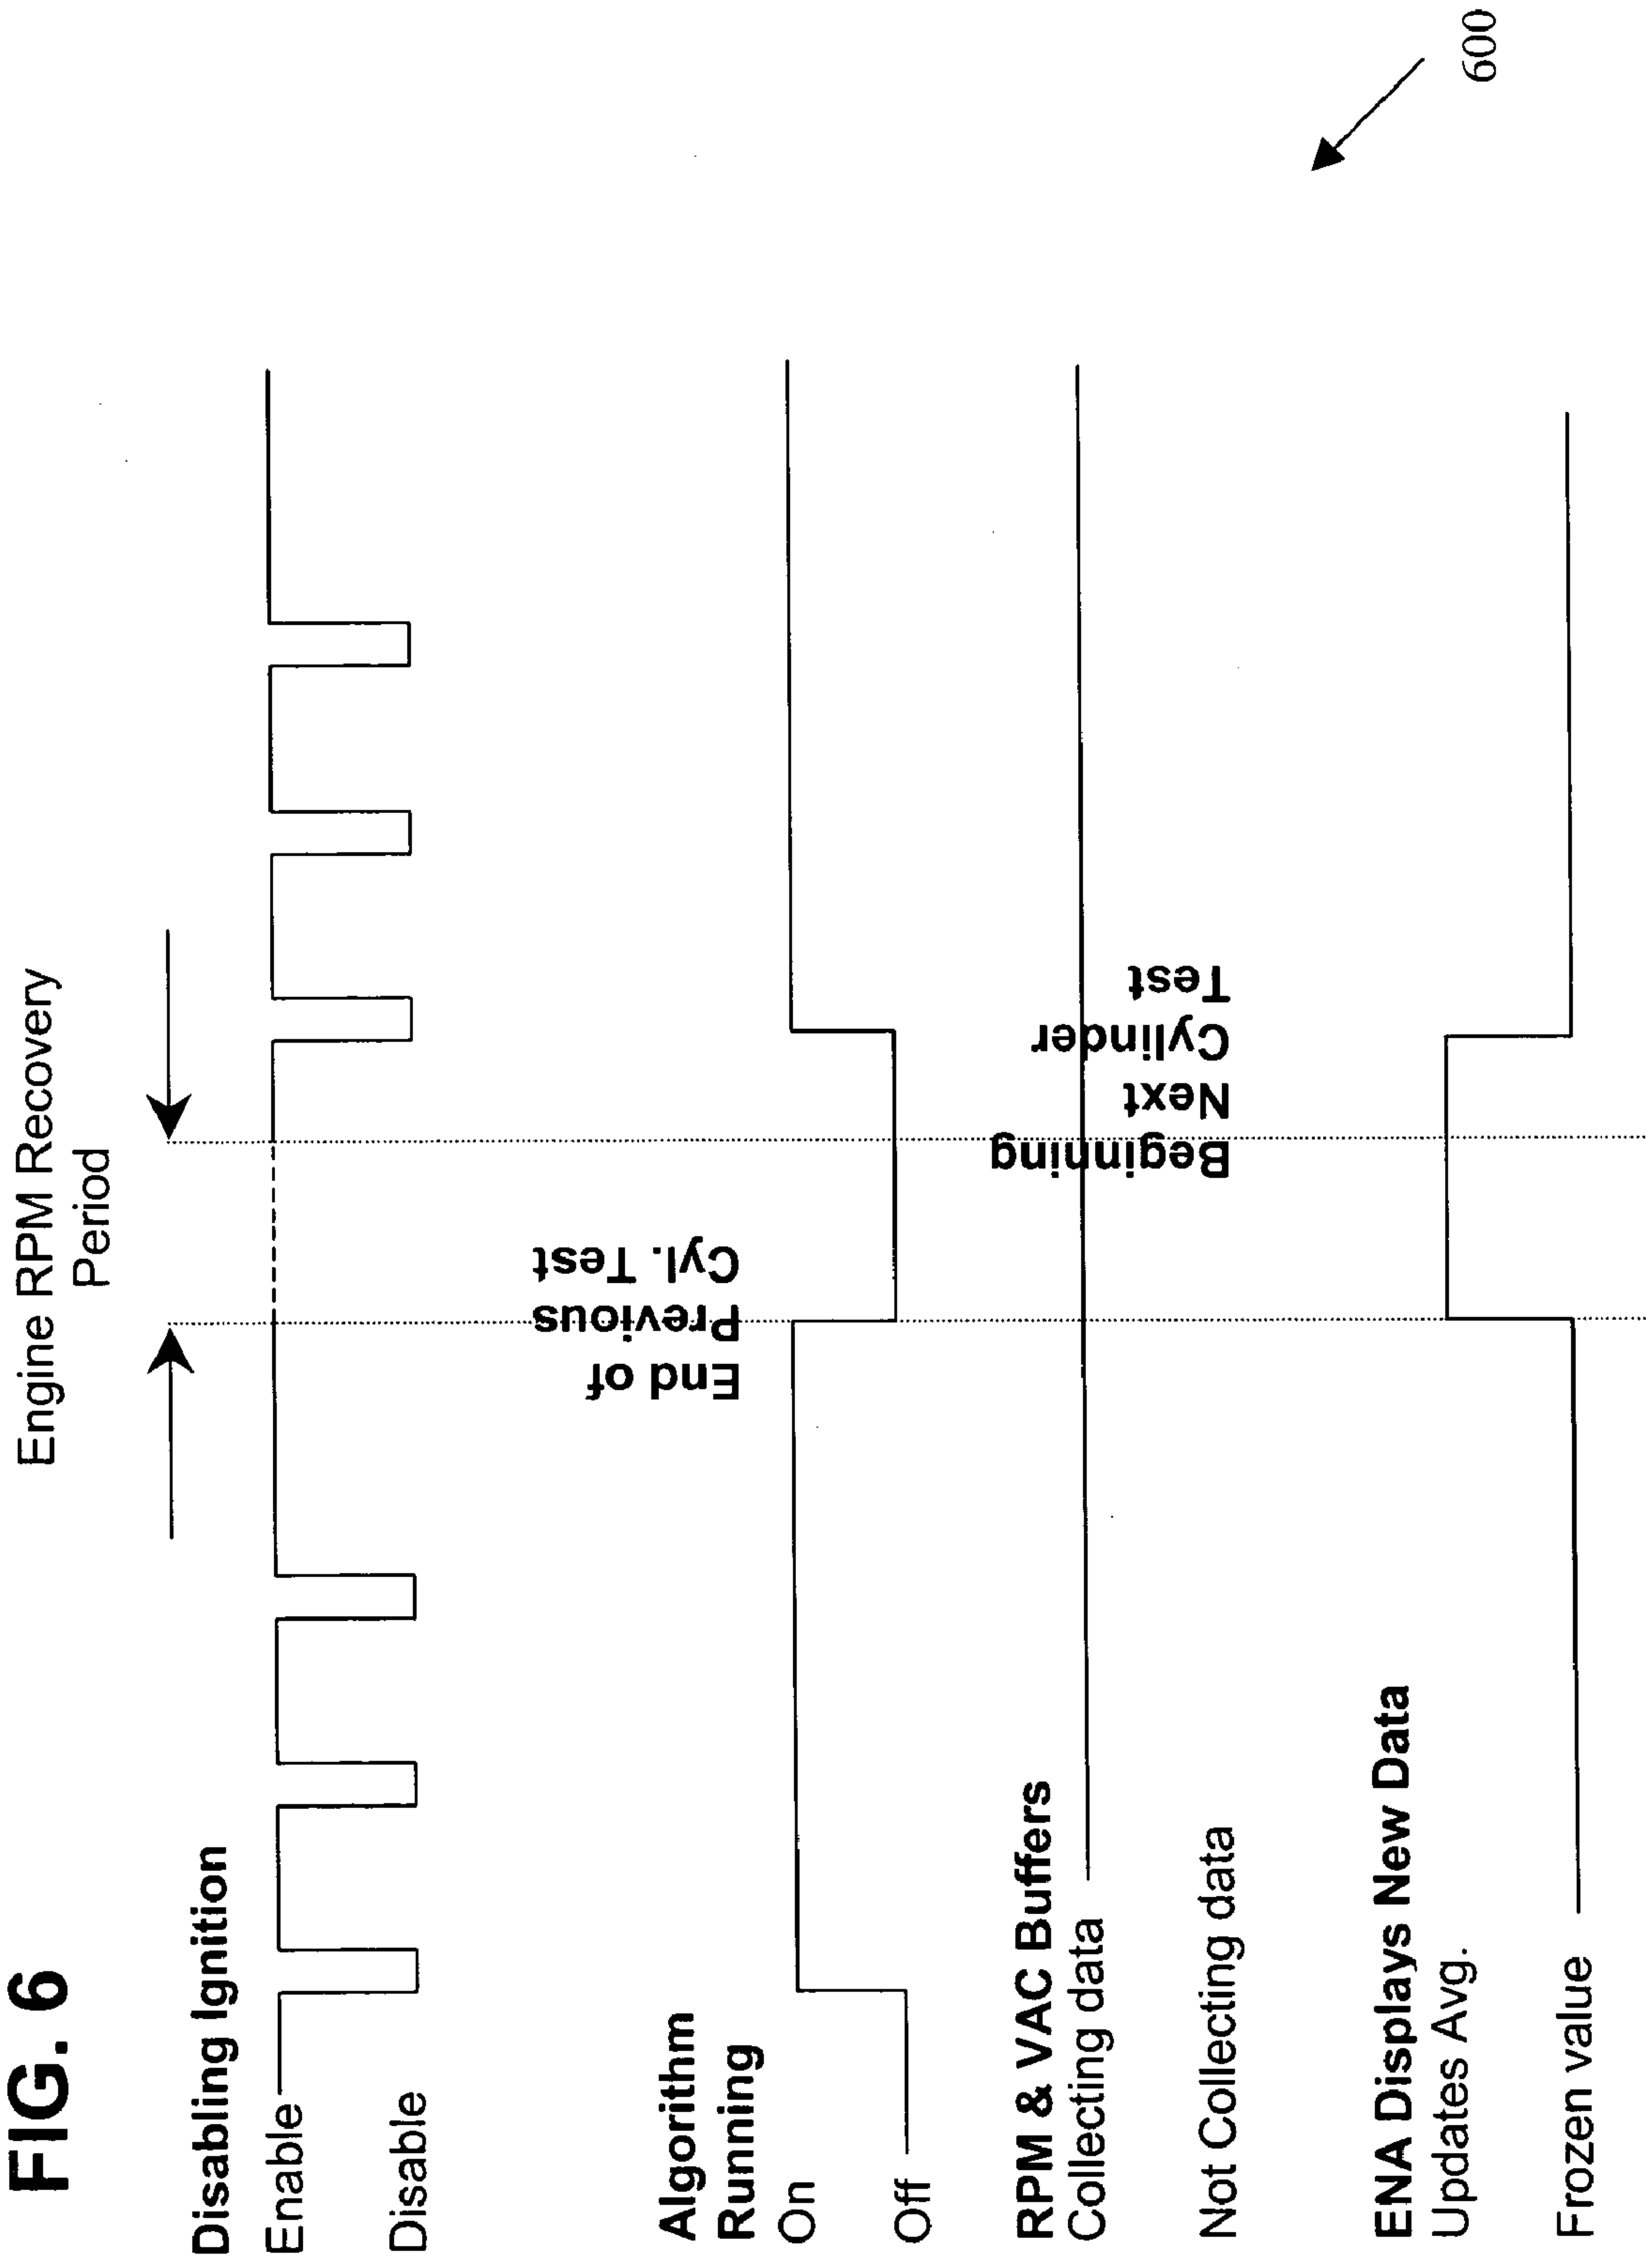 FIG. 6
Engine RPM Recovery
Period
Disabling Ignition
Enable
Disable
End of
Previous
Cyl. Test
Algorithm
Running
On
Off
Beginning
Next
Cylinder
Test
RPM & VAC Buffers
Collecting data
Not Collecting data
ENA Displays New Data
Updates Avg.
Frozen value
600